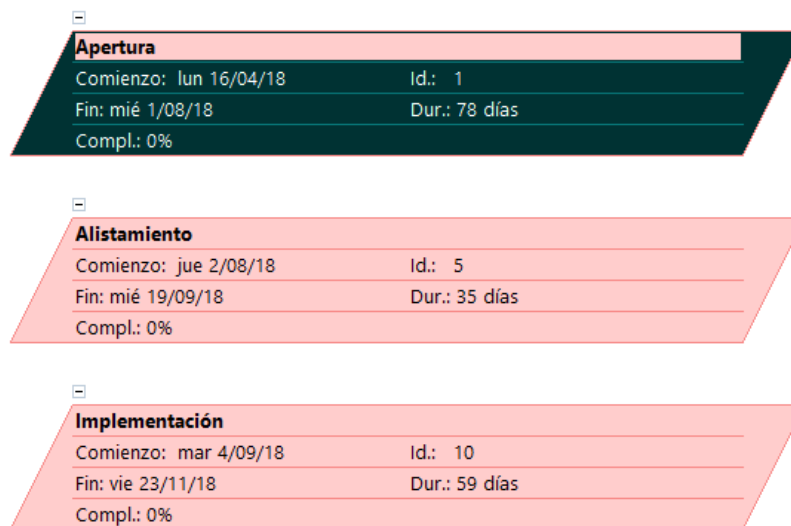 Apertura
Comienzo: lun 16/04/18 Id.: 1
Fin: mié 1/08/18 Dur.: 78 días
Compl.: 0%
Alistamiento
Comienzo: jue 2/08/18 Id.: 5
Fin: mié 19/09/18 Dur.: 35 días
Compl.: 0%
Implementación
Comienzo: mar 4/09/18 Id.: 10
Fin: vie 23/11/18 Dur.: 59 días
Compl.: 0%